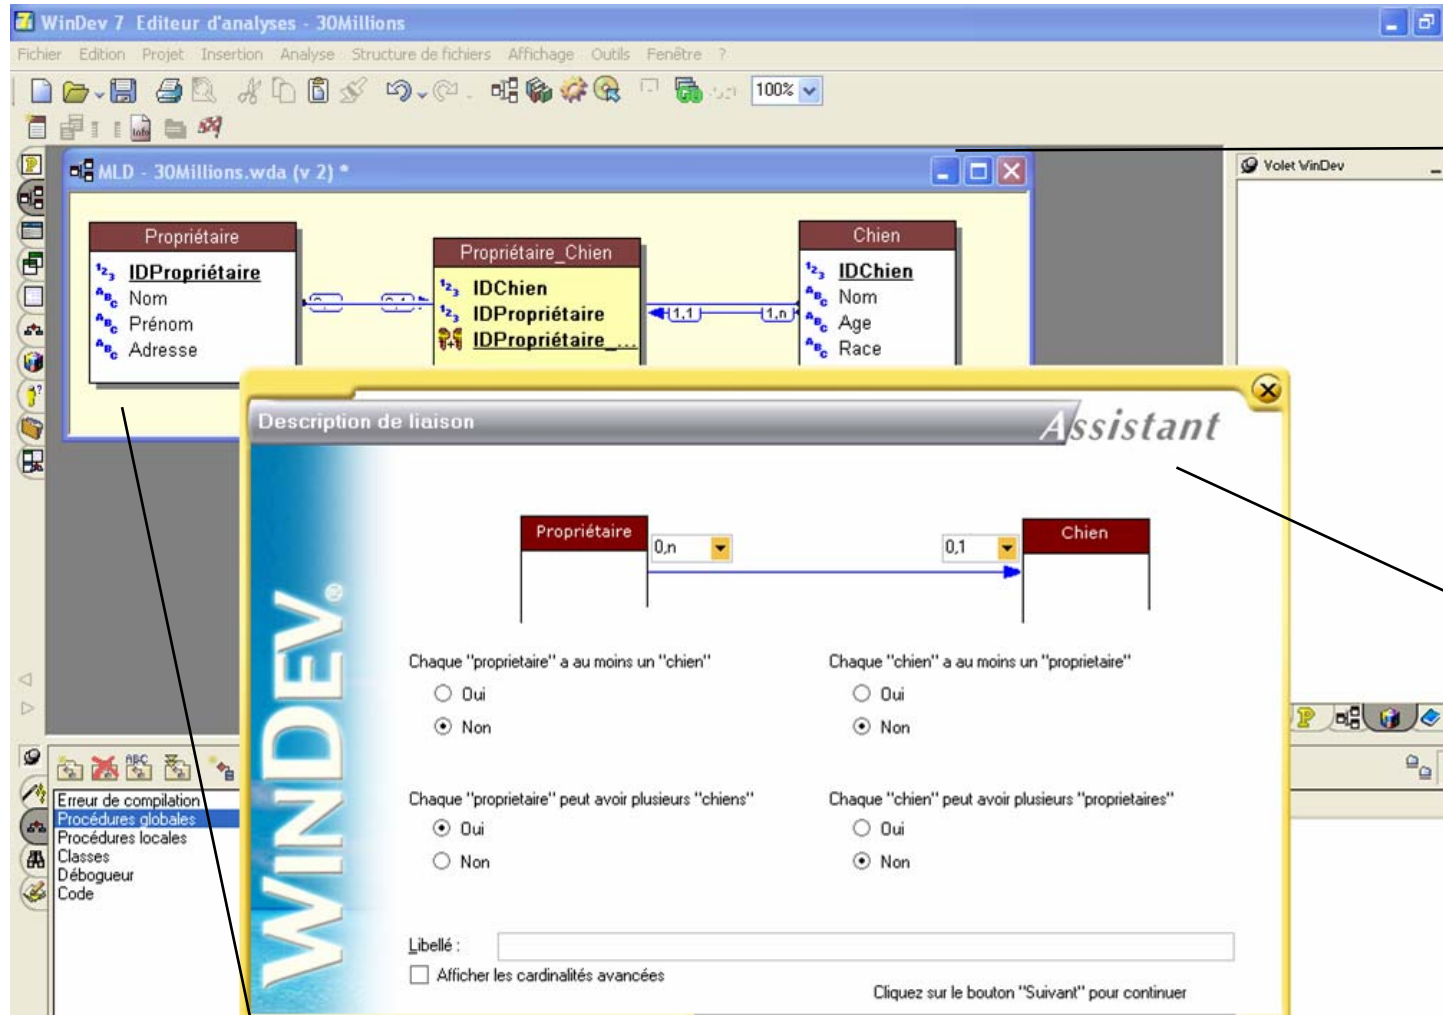 WinDev 7 Editeur d'analyses - 30Millions
Fichier Edition Projet Insertion Analyse Structure de fichiers Affichage Outils Fenêtre ?
100%
MLD - 30Millions.wda (v 2) *
Volet WinDev
Propriétaire
IDPropriétaire
Nom
Prénom
Adresse
Propriétaire_Chien
IDChien
IDPropriétaire
IDPropriétaire_...
1,1
1,n
Chien
IDChien
Nom
Age
Race
Description de liaison
Assistant
WINDEV®
Propriétaire
0,n
0,1
Chien
Chaque "proprietaire" a au moins un "chien"
Oui
Non
Chaque "chien" a au moins un "proprietaire"
Oui
Non
Chaque "proprietaire" peut avoir plusieurs "chiens"
Oui
Non
Chaque "chien" peut avoir plusieurs "proprietaires"
Oui
Non
Libellé :
Afficher les cardinalités avancées
Cliquez sur le bouton "Suivant" pour continuer
Erreur de compilation
Procédures globales
Procédures locales
Classes
Débogueur
Code